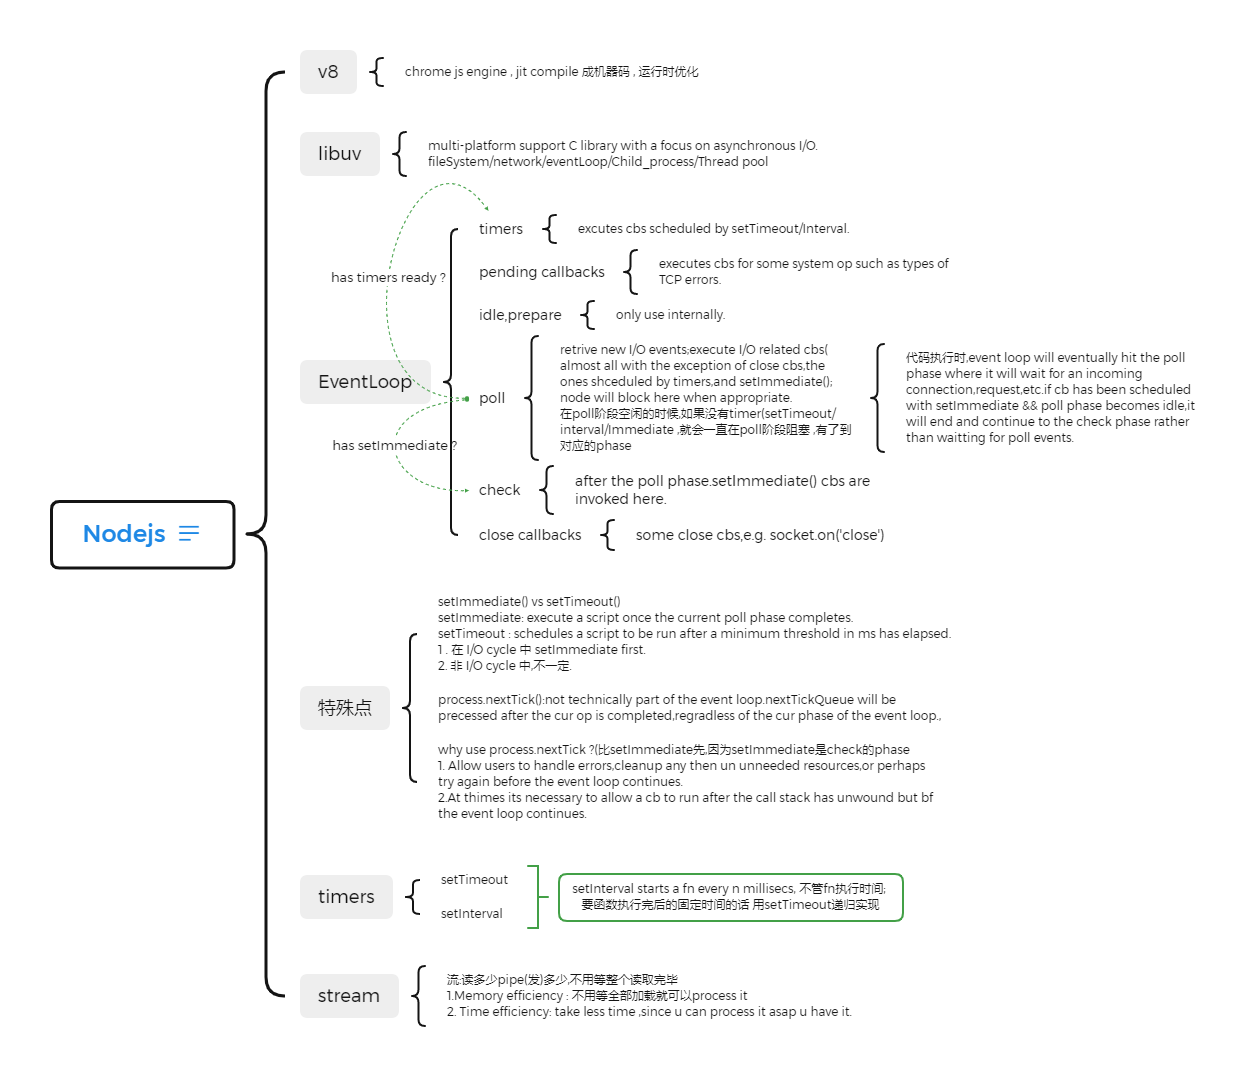 Nodejs
v8
chrome js engine , jit compile 成机器码 , 运行时优化
libuv
multi-platform support C library with a focus on asynchronous I/O.
fileSystem/network/eventLoop/Child_process/Thread pool
EventLoop
has timers ready ?
has setImmediate ?
timers
excutes cbs scheduled by setTimeout/Interval.
pending callbacks
executes cbs for some system op such as types of
TCP errors.
idle,prepare
only use internally.
poll
retrive new I/O events;execute I/O related cbs(
almost all with the exception of close cbs,the
ones shceduled by timers,and setImmediate();
node will block here when appropriate.
在poll阶段空闲的时候,如果没有timer(setTimeout/
interval/Immediate ,就会一直在poll阶段阻塞 ,有了到
对应的phase
代码执行时,event loop will eventually hit the poll
phase where it will wait for an incoming
connection,request,etc.if cb has been scheduled
with setImmediate && poll phase becomes idle,it
will end and continue to the check phase rather
than waitting for poll events.
check
after the poll phase.setImmediate() cbs are
invoked here.
close callbacks
some close cbs,e.g. socket.on('close')
特殊点
setImmediate() vs setTimeout()
setImmediate: execute a script once the current poll phase completes.
setTimeout : schedules a script to be run after a minimum threshold in ms has elapsed.
1 . 在 I/O cycle 中 setImmediate first.
2. 非 I/O cycle 中,不一定.
process.nextTick():not technically part of the event loop.nextTickQueue will be
precessed after the cur op is completed,regradless of the cur phase of the event loop.,
why use process.nextTick ?(比setImmediate先,因为setImmediate是check的phase
1. Allow users to handle errors,cleanup any then un unneeded resources,or perhaps
try again before the event loop continues.
2.At thimes its necessary to allow a cb to run after the call stack has unwound but bf
the event loop continues.
timers
setTimeout
setInterval
setInterval starts a fn every n millisecs, 不管fn执行时间;
要函数执行完后的固定时间的话 用setTimeout递归实现
stream
流:读多少pipe(发)多少,不用等整个读取完毕
1.Memory efficiency : 不用等全部加载就可以process it
2. Time efficiency: take less time ,since u can process it asap u have it.